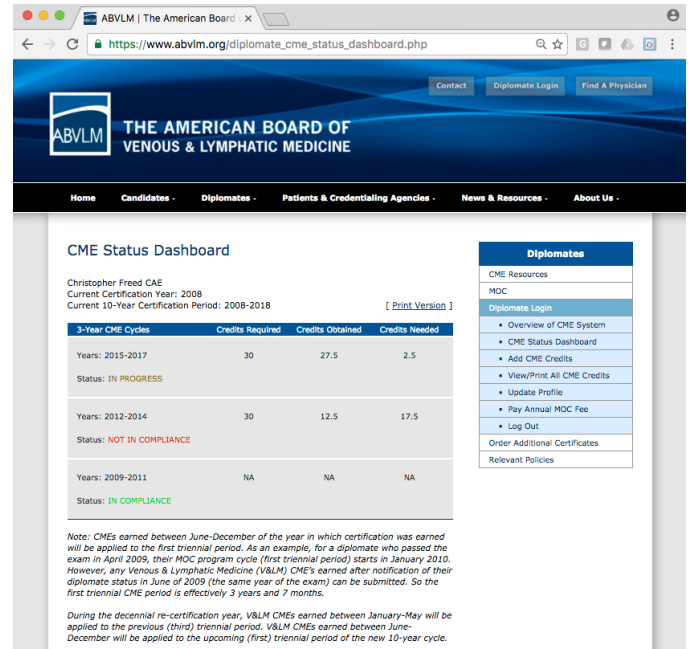 ABVLM | The American Board
https://www.abvlm.org/diplomate_cme_status_dashboard.php
Contact
Diplomate Login
Find A Physician
ABVLM
THE AMERICAN BOARD OF
VENOUS & LYMPHATIC MEDICINE
Home
Candidates -
Diplomates -
Patients & Credentialing Agencies -
News & Resources -
About Us -
CME Status Dashboard
Christopher Freed CAE
Current Certification Year: 2008
Current 10-Year Certification Period: 2008-2018
[ Print Version ]
3-Year CME Cycles Credits Required Credits Obtained Credits Needed
Years: 2015-2017 30 27.5 2.5
Status: IN PROGRESS
Years: 2012-2014 30 12.5 17.5
Status: NOT IN COMPLIANCE
Years: 2009-2011 NA NA NA
Status: IN COMPLIANCE
Note: CMEs earned between June-December of the year in which certification was earned
will be applied to the first triennial period. As an example, for a diplomate who passed the
exam in April 2009, their MOC program cycle (first triennial period) starts in January 2010.
However, any Venous & Lymphatic Medicine (V&LM) CME's earned after notification of their
diplomate status in June of 2009 (the same year of the exam) can be submitted. So the
first triennial CME period is effectively 3 years and 7 months.
During the decennial re-certification year, V&LM CMEs earned between January-May will be
applied to the previous (third) triennial period. V&LM CMEs earned between June-
December will be applied to the upcoming (first) triennial period of the new 10-year cycle.
Diplomates
CME Resources
MOC
Diplomate Login
• Overview of CME System
• CME Status Dashboard
• Add CME Credits
• View/Print All CME Credits
• Update Profile
• Pay Annual MOC Fee
• Log Out
Order Additional Certificates
Relevant Policies